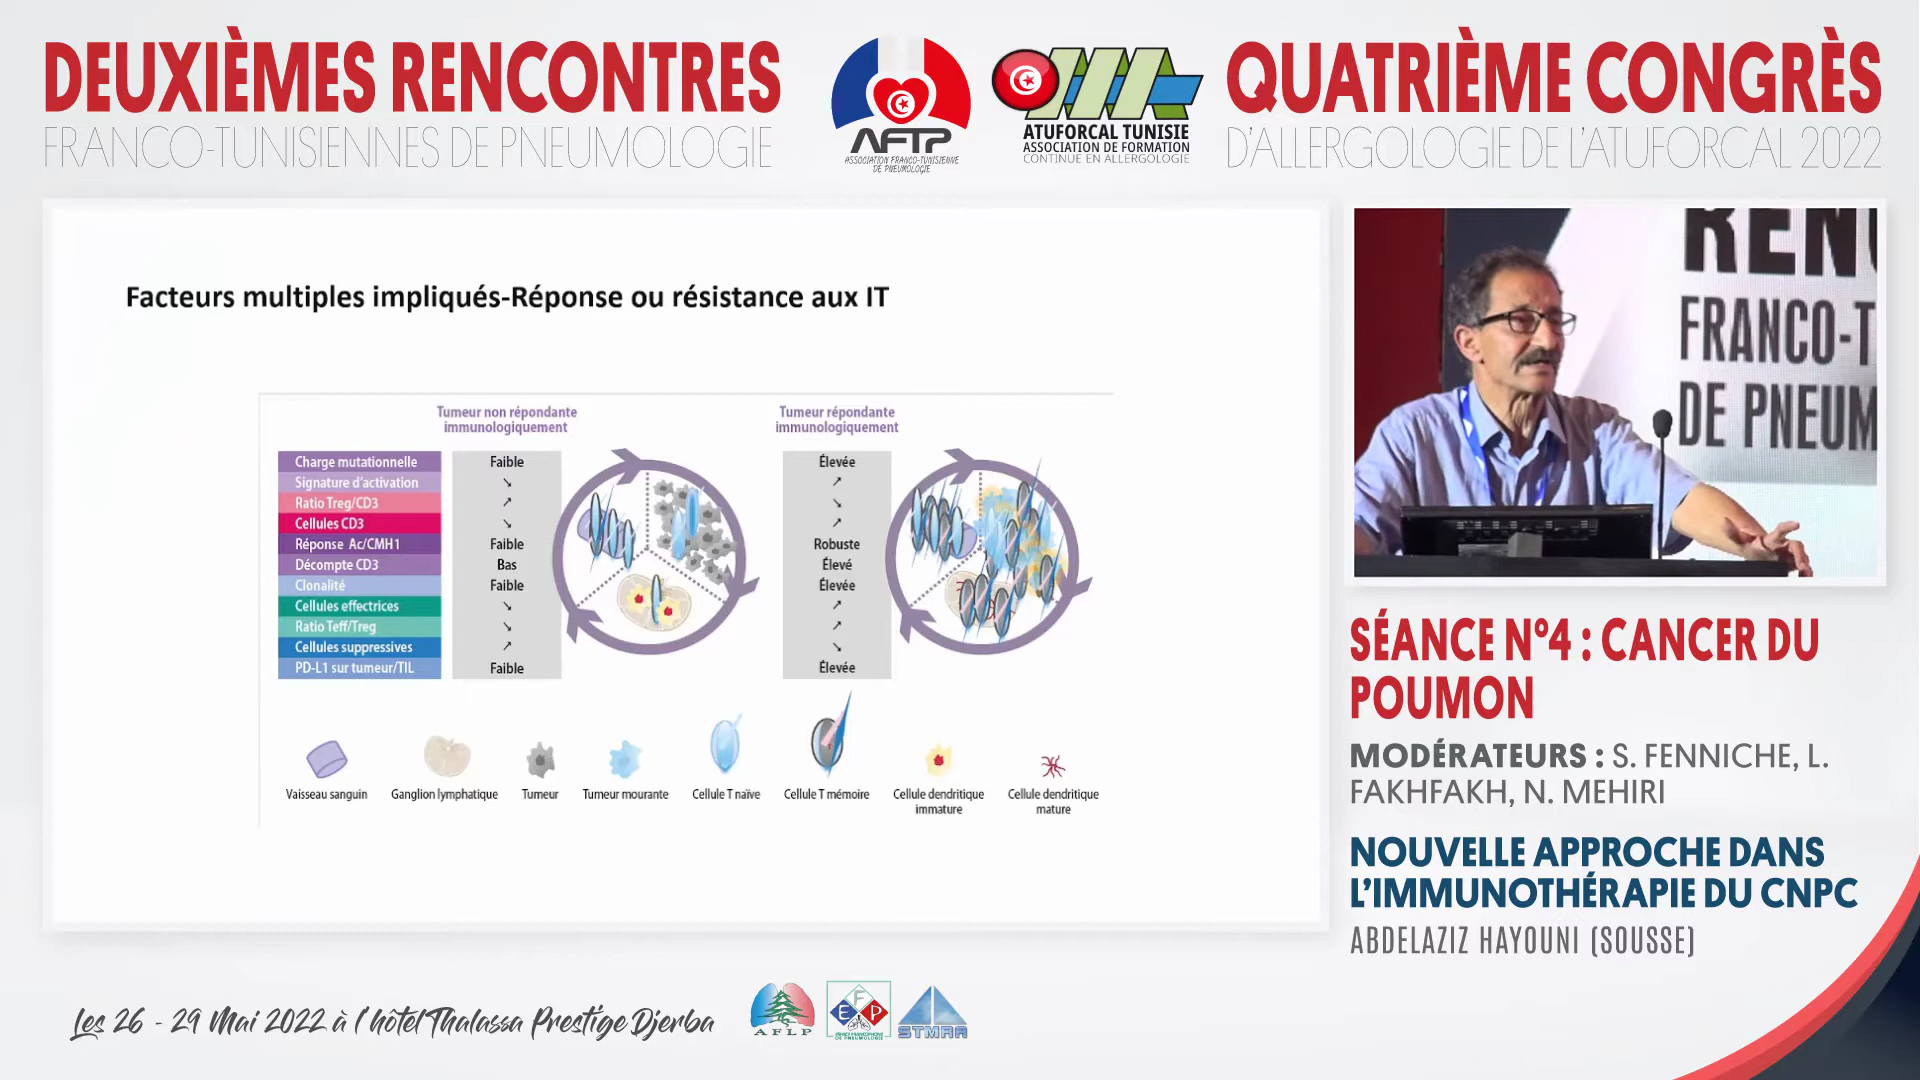 DEUXIÈMES RENCONTRES
FRANCO-TUNISIENNES DE PNEUMOLOGIE
AFTP
ASSOCIATION FRANCO-TUNISIENNE
DE PNEUMOLOGIE
ATUFORCAL TUNISIE
ASSOCIATION DE FORMATION
CONTINUE EN ALLERGOLOGIE
QUATRIÈME CONGRÈS
D'ALLERGOLOGIE DE L'ATUFORCAL 2022
Facteurs multiples impliqués-Réponse ou résistance aux IT
Tumeur non répondante
immunologiquement
Tumeur répondante
immunologiquement
Charge mutationnelle Faible Élevée
Signature d'activation ↘ ↗
Ratio Treg/CD3 ↗ ↘
Cellules CD3 ↘ ↗
Réponse Ac/CMH1 Faible Robuste
Décompte CD3 Bas Élevé
Clonalité Faible Élevée
Cellules effectrices ↘ ↗
Ratio Teff/Treg ↘ ↗
Cellules suppressives ↗ ↘
PD-L1 sur tumeur/TIL Faible Élevée
Vaisseau sanguin
Ganglion lymphatique
Tumeur
Tumeur mourante
Cellule T naïve
Cellule T mémoire
Cellule dendritique
immature
Cellule dendritique
mature
REN
FRANCO-T
DE PNEUM
SÉANCE N°4 : CANCER DU
POUMON
MODÉRATEURS : S. FENNICHE, L.
FAKHFAKH, N. MEHIRI
NOUVELLE APPROCHE DANS
L'IMMUNOTHÉRAPIE DU CNPC
ABDELAZIZ HAYOUNI (SOUSSE)
Les 26 - 29 Mai 2022 à l'hôtel Thalassa Prestige Djerba
AFLP
EFP
ESPACE FRANCOPHONE
DE PNEUMOLOGIE
STMRA